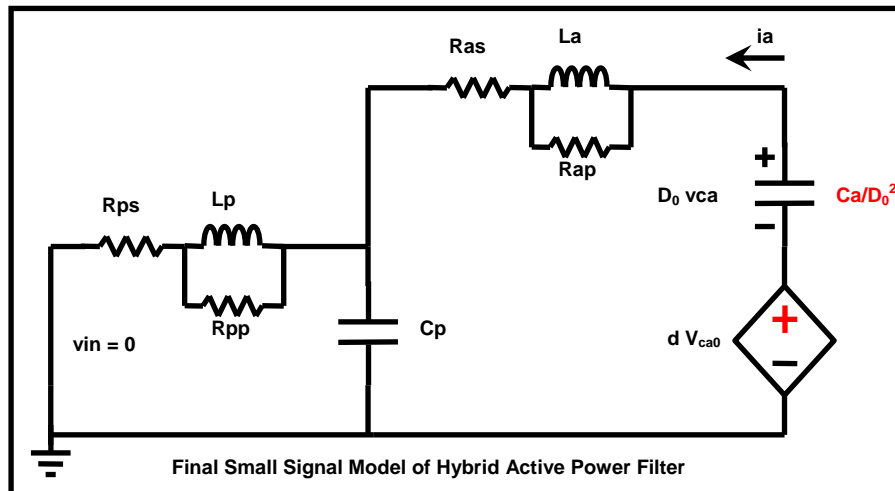 Ras
La
ia
Rap
+
D₀ vca
−
Ca/D₀²
Rps
Lp
Rpp
Cp
vin = 0
d Vca0
+
−
Final Small Signal Model of Hybrid Active Power Filter